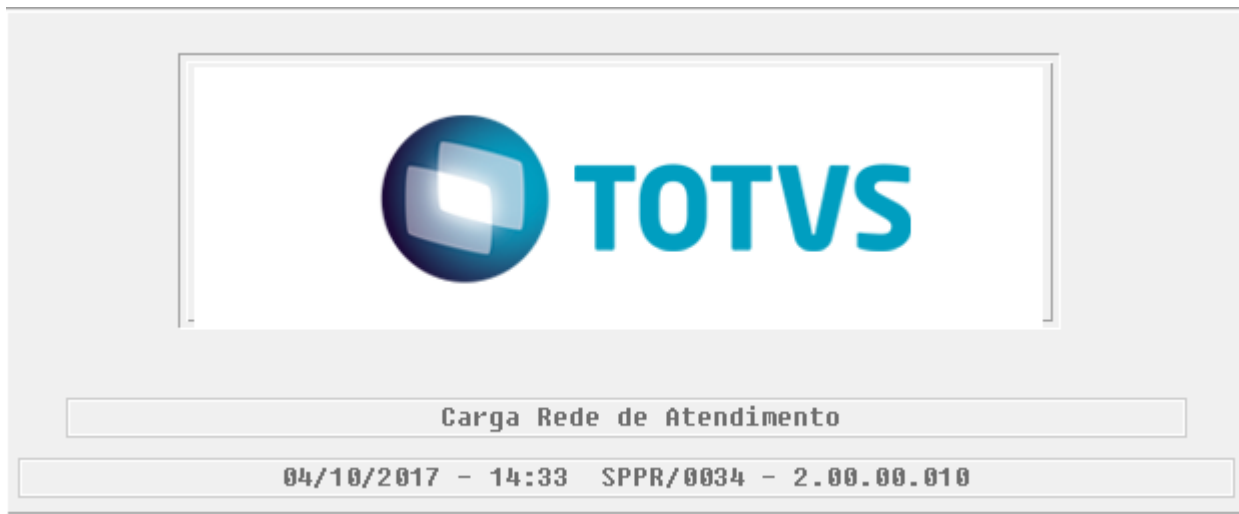 TOTVS
Carga Rede de Atendimento
04/10/2017 - 14:33 SPPR/0034 - 2.00.00.010